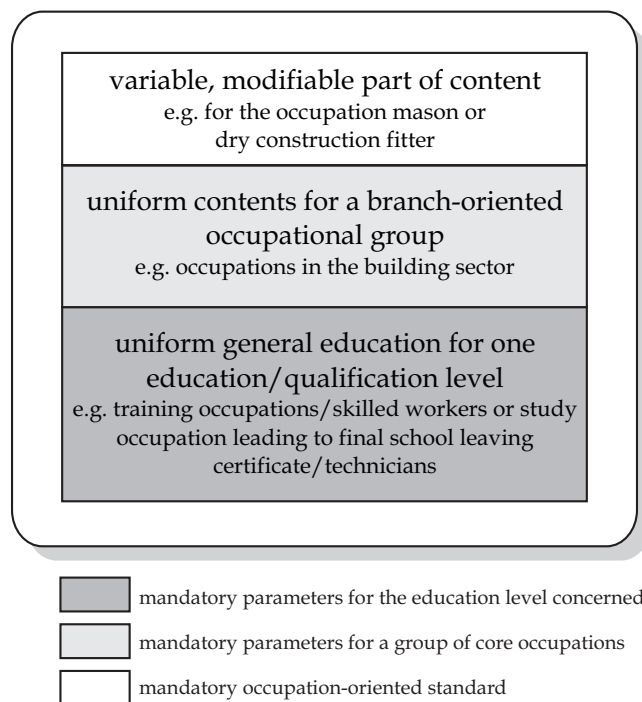 variable, modifiable part of content
e.g. for the occupation mason or
dry construction fitter
uniform contents for a branch-oriented
occupational group
e.g. occupations in the building sector
uniform general education for one
education/qualification level
e.g. training occupations/skilled workers or study
occupation leading to final school leaving
certificate/technicians
mandatory parameters for the education level concerned
mandatory parameters for a group of core occupations
mandatory occupation-oriented standard